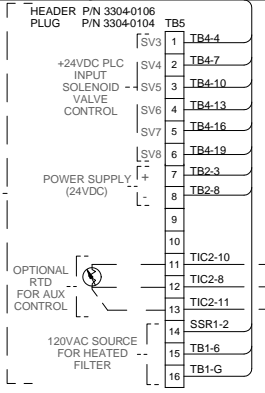 HEADER P/N 3304-0106
PLUG P/N 3304-0104 TB5
SV3 1 TB4-4
+24VDC PLC
SV4 2 TB4-7
INPUT
SOLENOID
SV5 3 TB4-10
VALVE
CONTROL
SV6 4 TB4-13
SV7 5 TB4-16
SV8 6 TB4-19
POWER SUPPLY + 7 TB2-3
(24VDC) - 8 TB2-8
9
10
11 TIC2-10
OPTIONAL
RTD
12 TIC2-8
FOR AUX
CONTROL
13 TIC2-11
14 SSR1-2
120VAC SOURCE
FOR HEATED
15 TB1-6
FILTER
16 TB1-G